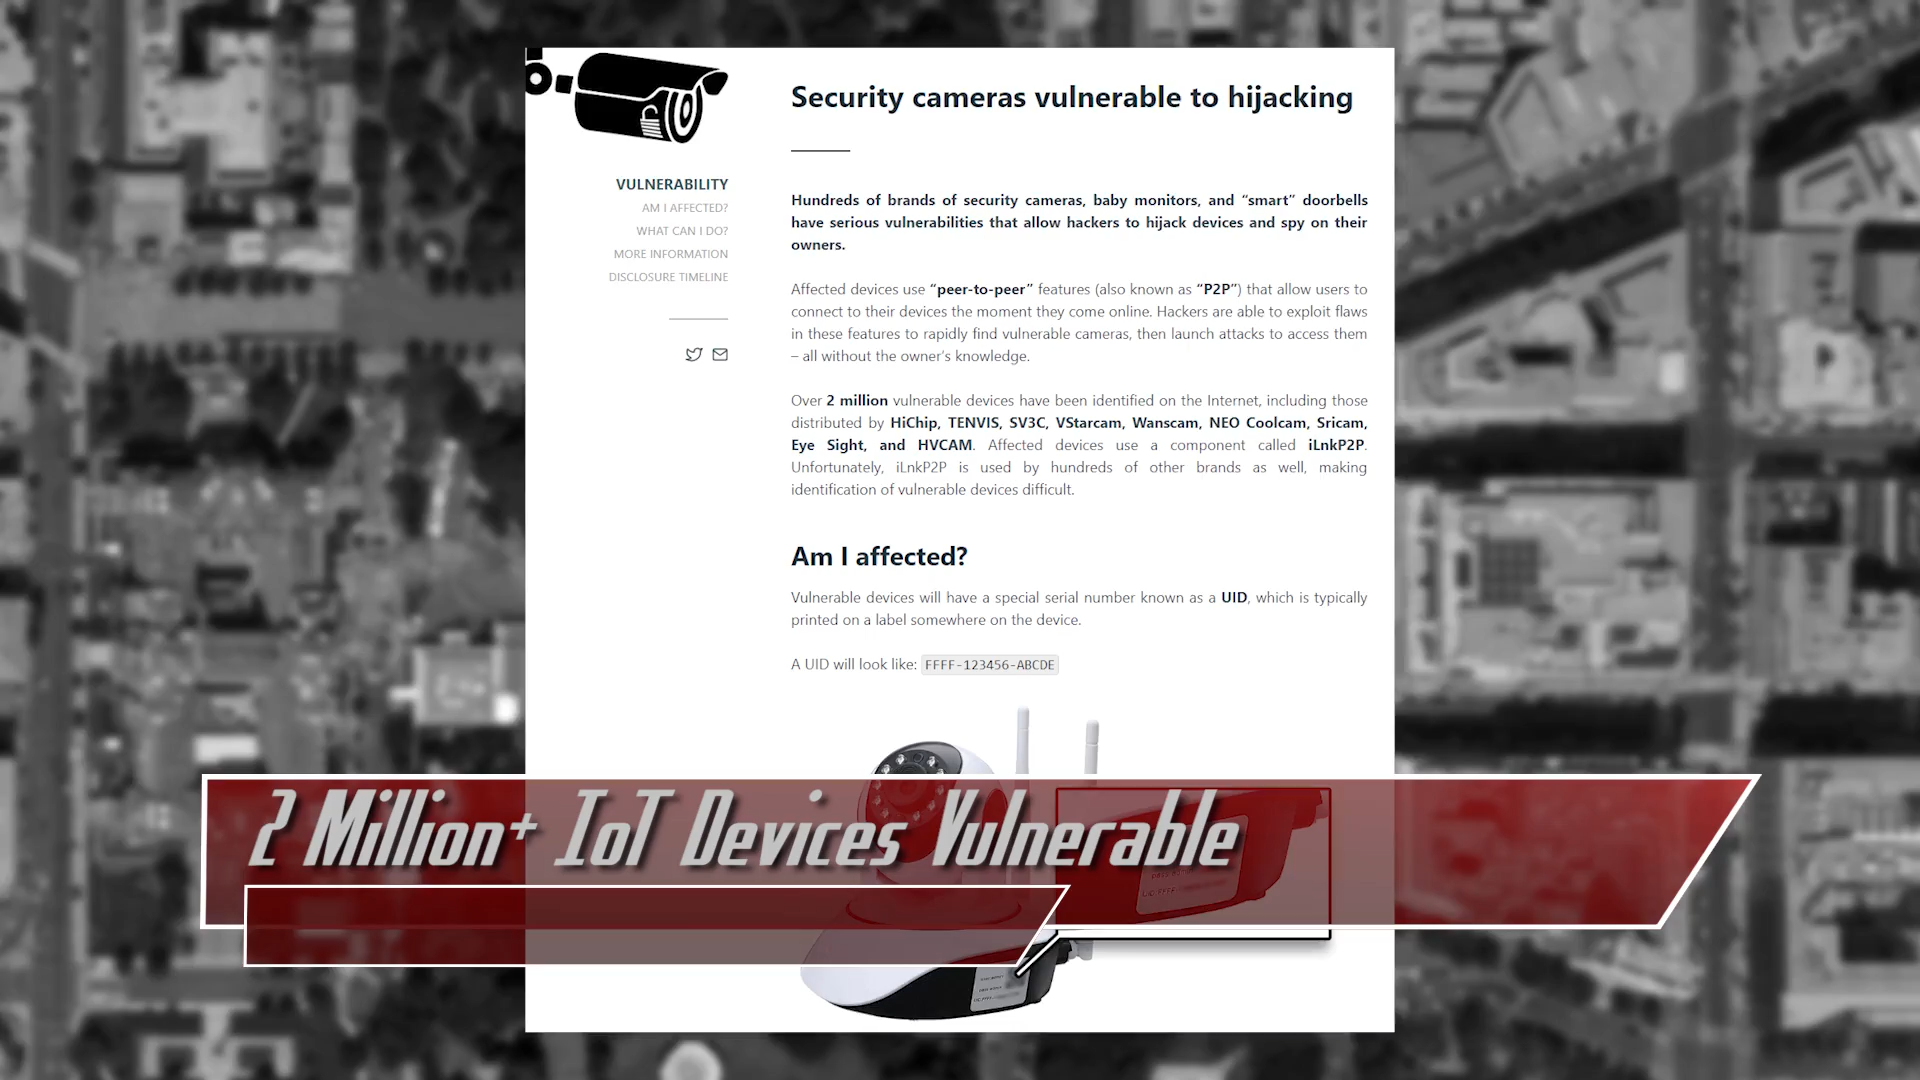 Security cameras vulnerable to hijacking
VULNERABILITY
AM I AFFECTED?
WHAT CAN I DO?
MORE INFORMATION
DISCLOSURE TIMELINE
Hundreds of brands of security cameras, baby monitors, and “smart” doorbells
have serious vulnerabilities that allow hackers to hijack devices and spy on their
owners.
Affected devices use “peer-to-peer” features (also known as “P2P”) that allow users to
connect to their devices the moment they come online. Hackers are able to exploit flaws
in these features to rapidly find vulnerable cameras, then launch attacks to access them
– all without the owner’s knowledge.
Over 2 million vulnerable devices have been identified on the Internet, including those
distributed by HiChip, TENVIS, SV3C, VStarcam, Wanscam, NEO Coolcam, Sricam,
Eye Sight, and HVCAM. Affected devices use a component called iLnkP2P.
Unfortunately, iLnkP2P is used by hundreds of other brands as well, making
identification of vulnerable devices difficult.
Am I affected?
Vulnerable devices will have a special serial number known as a UID, which is typically
printed on a label somewhere on the device.
A UID will look like: FFFF-123456-ABCDE
2 Million+ IoT Devices Vulnerable